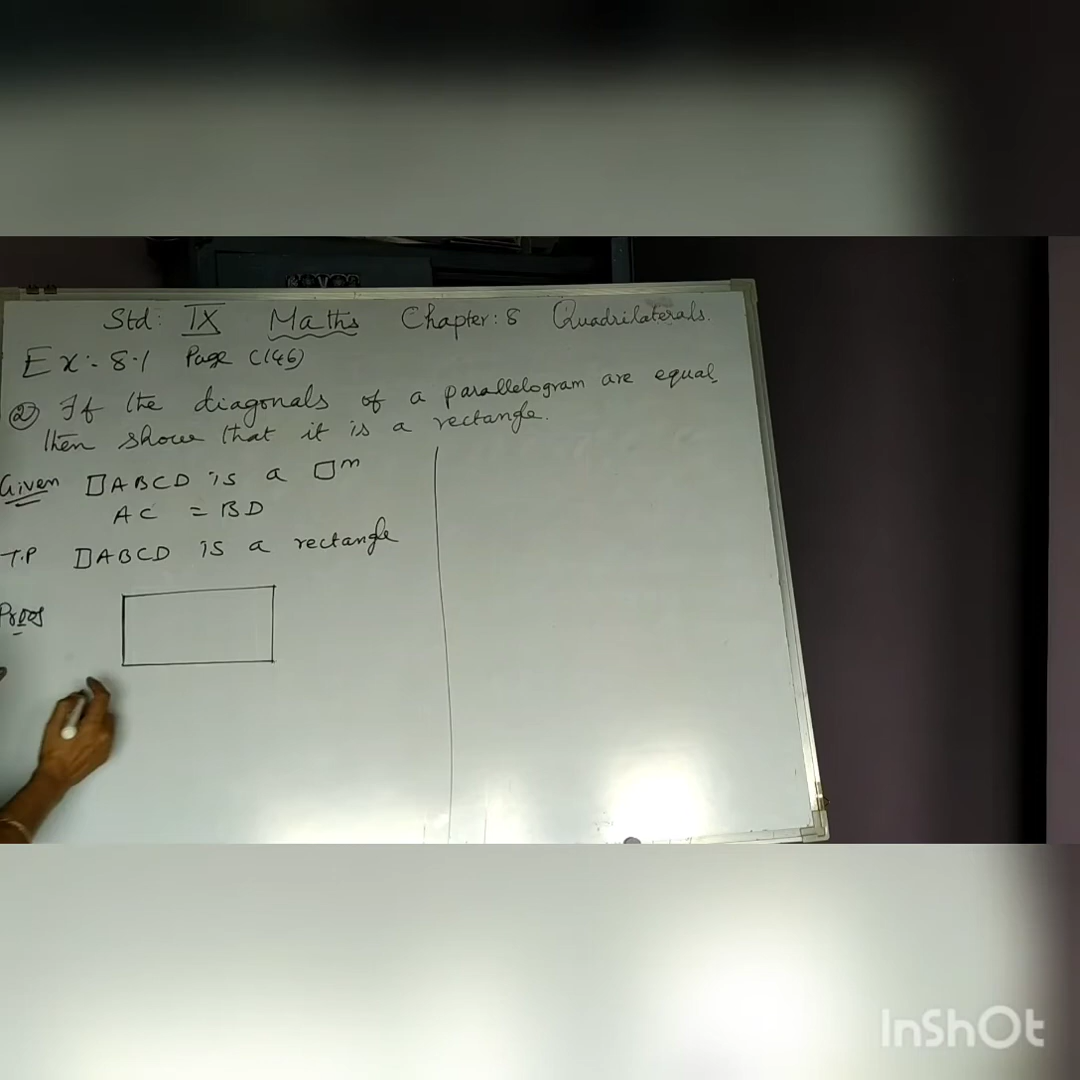 Std: IX Maths Chapter: 8 Quadrilaterals.
Ex:- 8.1 Page (146)
② If the diagonals of a parallelogram are equal,
then show that it is a rectangle.
Given □ABCD is a □m
AC = BD
T.P □ABCD is a rectangle
Proof
InShOt